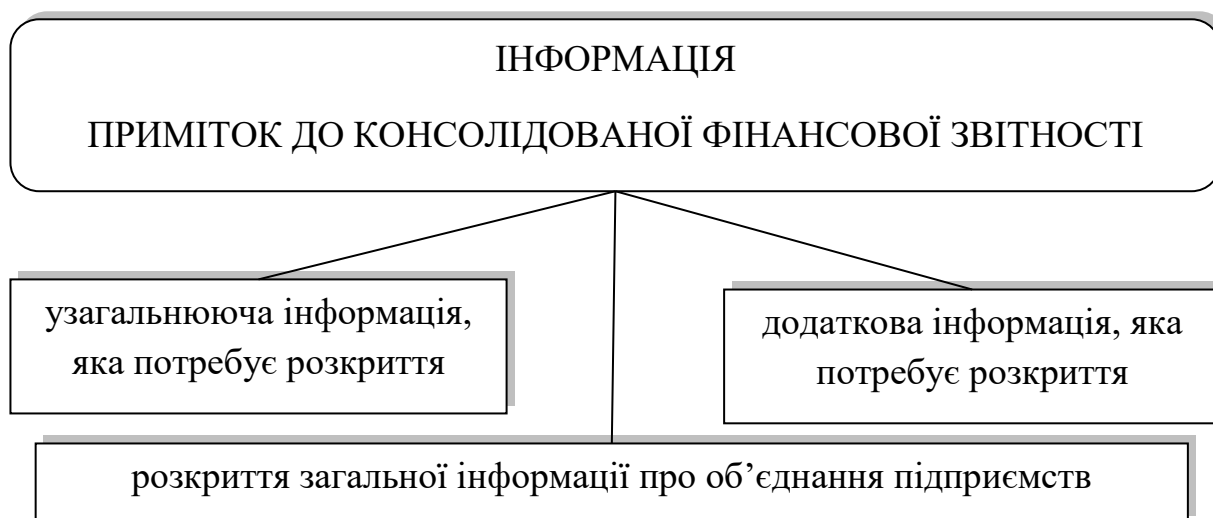 ІНФОРМАЦІЯ
ПРИМІТОК ДО КОНСОЛІДОВАНОЇ ФІНАНСОВОЇ ЗВІТНОСТІ
узагальнююча інформація,
яка потребує розкриття
додаткова інформація, яка
потребує розкриття
розкриття загальної інформації про об’єднання підприємств